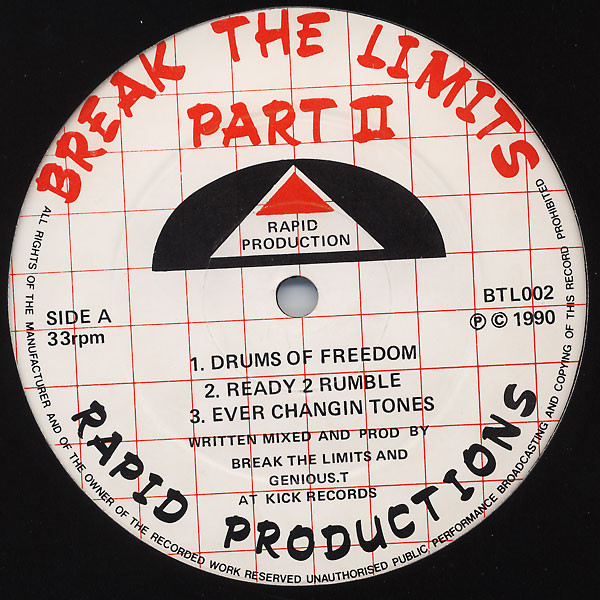 BREAK THE LIMITS
PART II
RAPID
PRODUCTION
SIDE A
33rpm
BTL002
Ⓟ © 1990
1. DRUMS OF FREEDOM
2. READY 2 RUMBLE
3. EVER CHANGIN TONES
WRITTEN MIXED AND PROD BY
BREAK THE LIMITS AND
GENIOUS.T
AT KICK RECORDS
RAPID PRODUCTIONS
ALL RIGHTS OF THE MANUFACTURER AND OF THE OWNER OF THE RECORDED WORK RESERVED UNAUTHORISED PUBLIC PERFORMANCE BROADCASTING AND COPYING OF THIS RECORD PROHIBITED